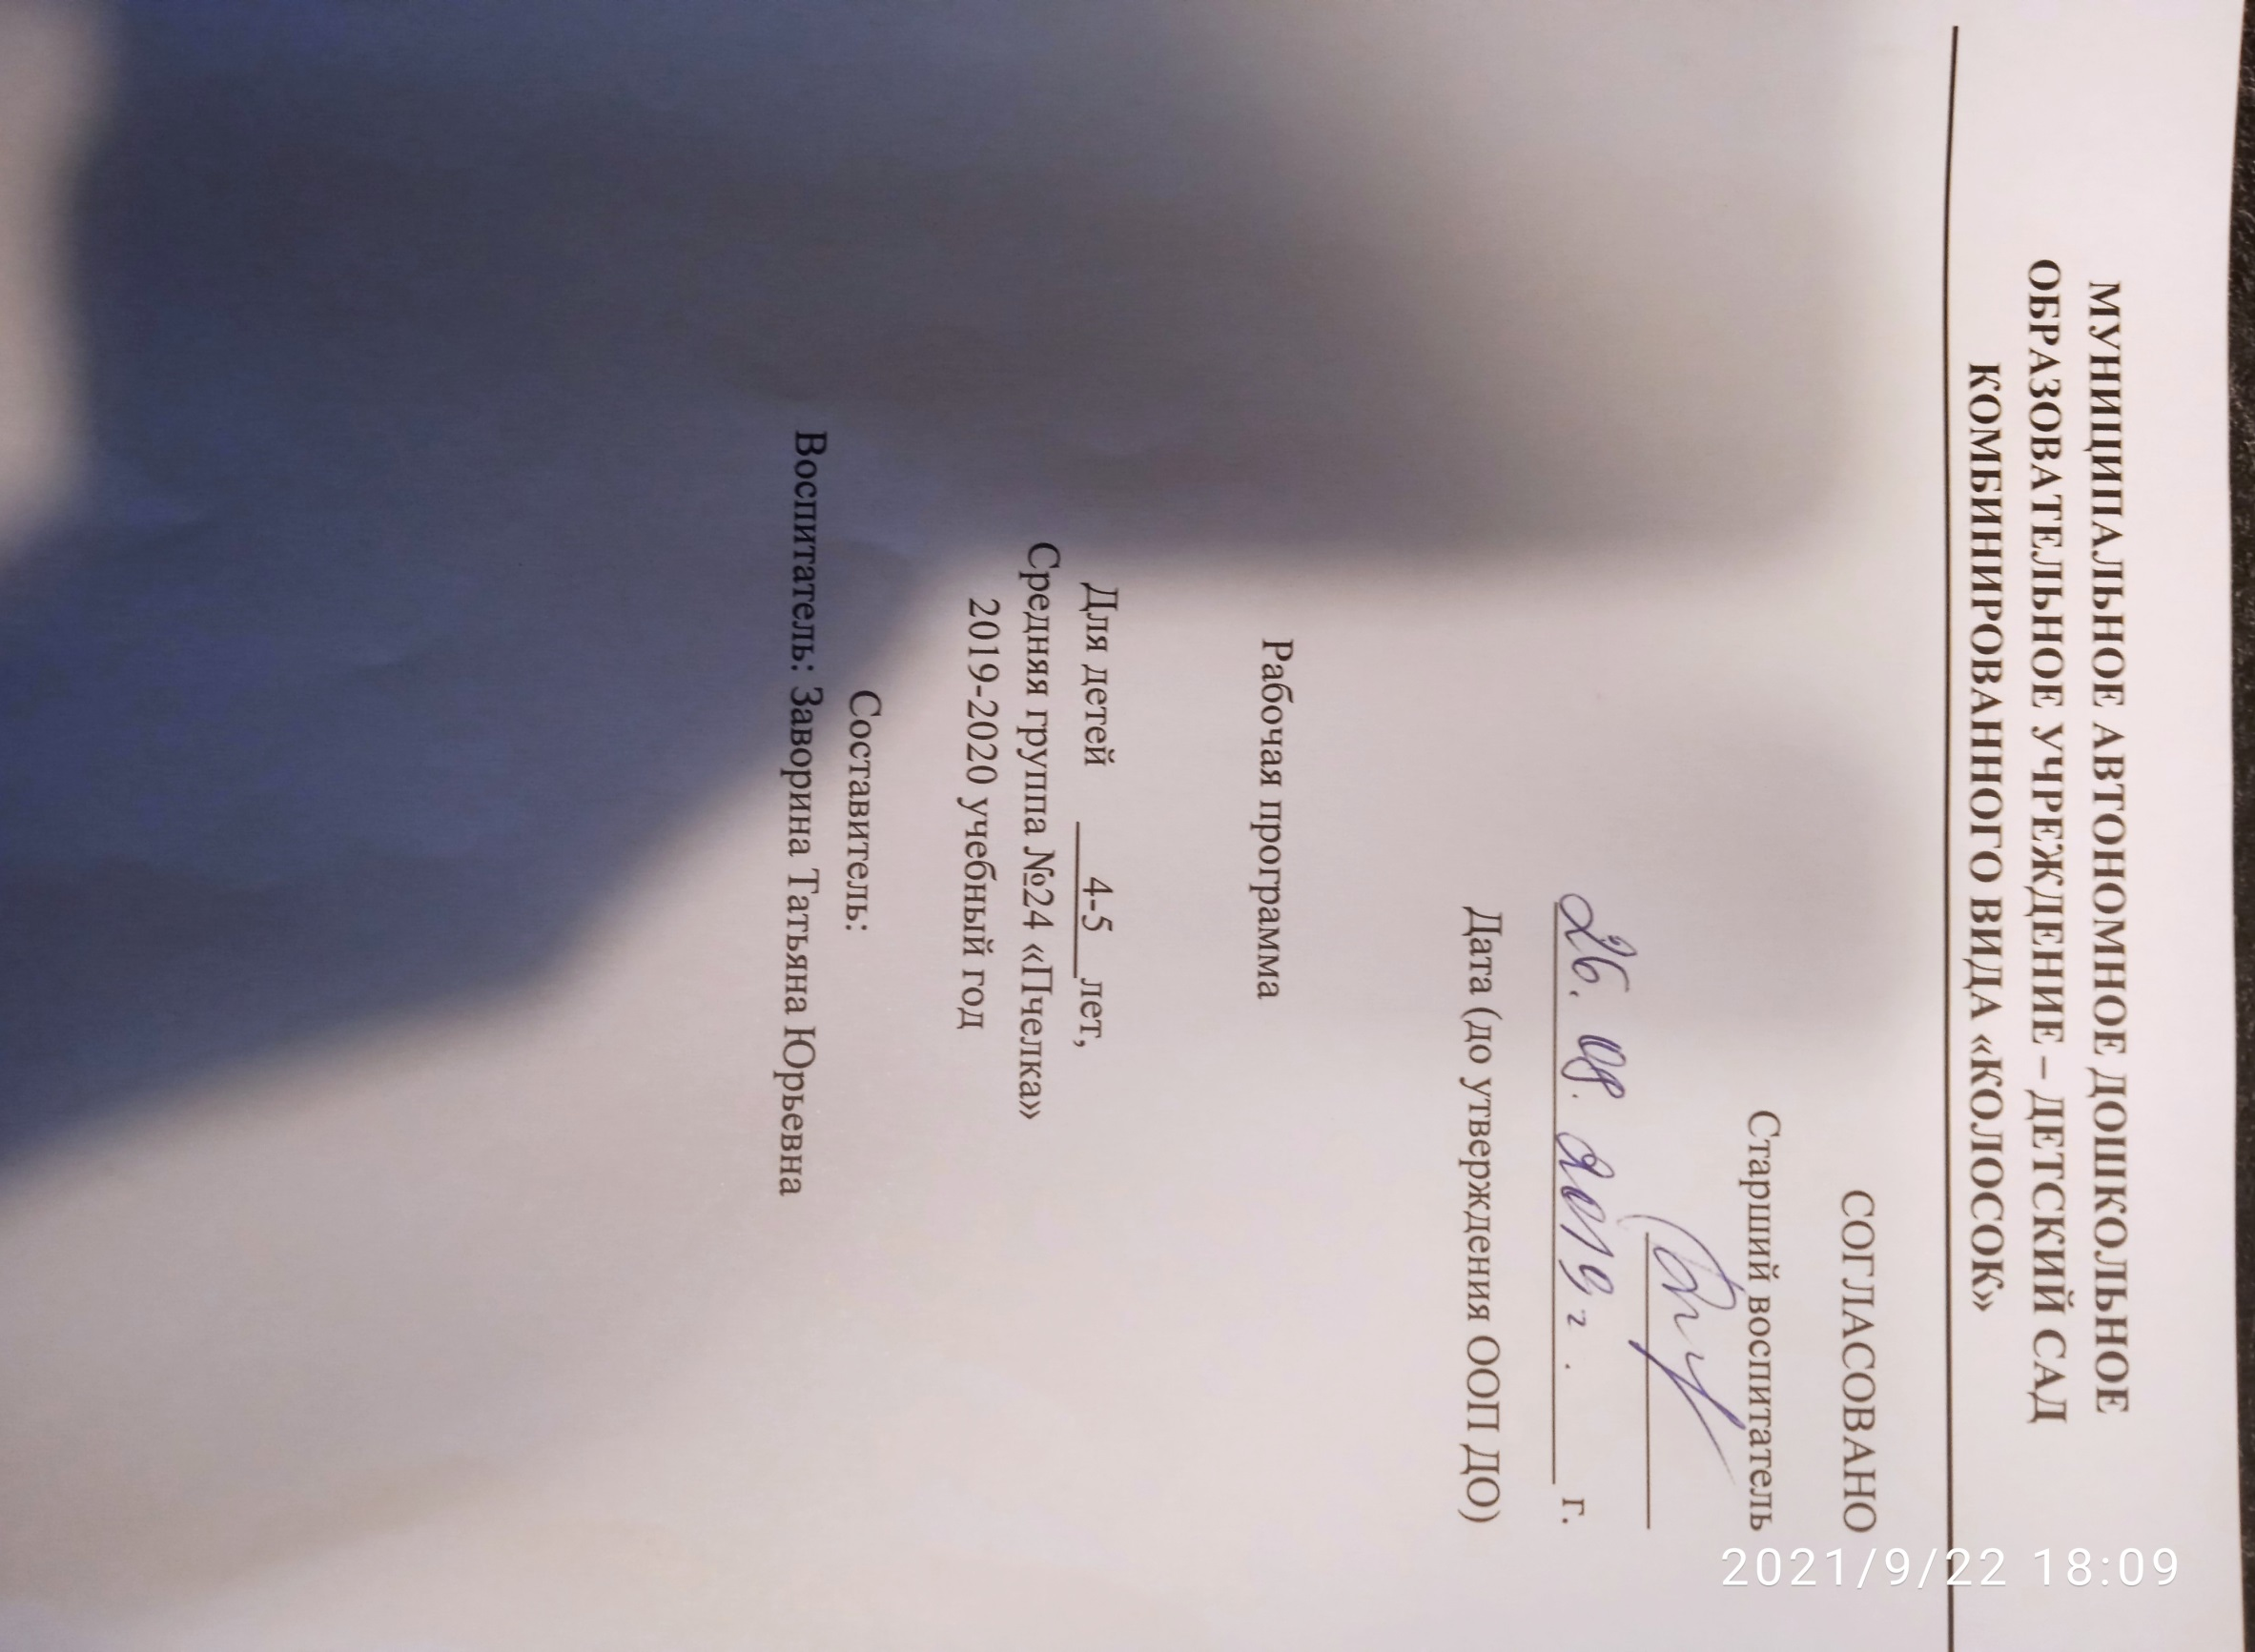 МУНИЦИПАЛЬНОЕ АВТОНОМНОЕ ДОШКОЛЬНОЕ
ОБРАЗОВАТЕЛЬНОЕ УЧРЕЖДЕНИЕ – ДЕТСКИЙ САД
КОМБИНИРОВАННОГО ВИДА «КОЛОСОК»
СОГЛАСОВАНО
Старший воспитатель
26. 08. 2019 г. г.
Дата (до утверждения ООП ДО)
Рабочая программа
Для детей 4-5 лет,
Средняя группа №24 «Пчелка»
2019-2020 учебный год
Составитель:
Воспитатель: Заворина Татьяна Юрьевна
2021/9/22 18:09